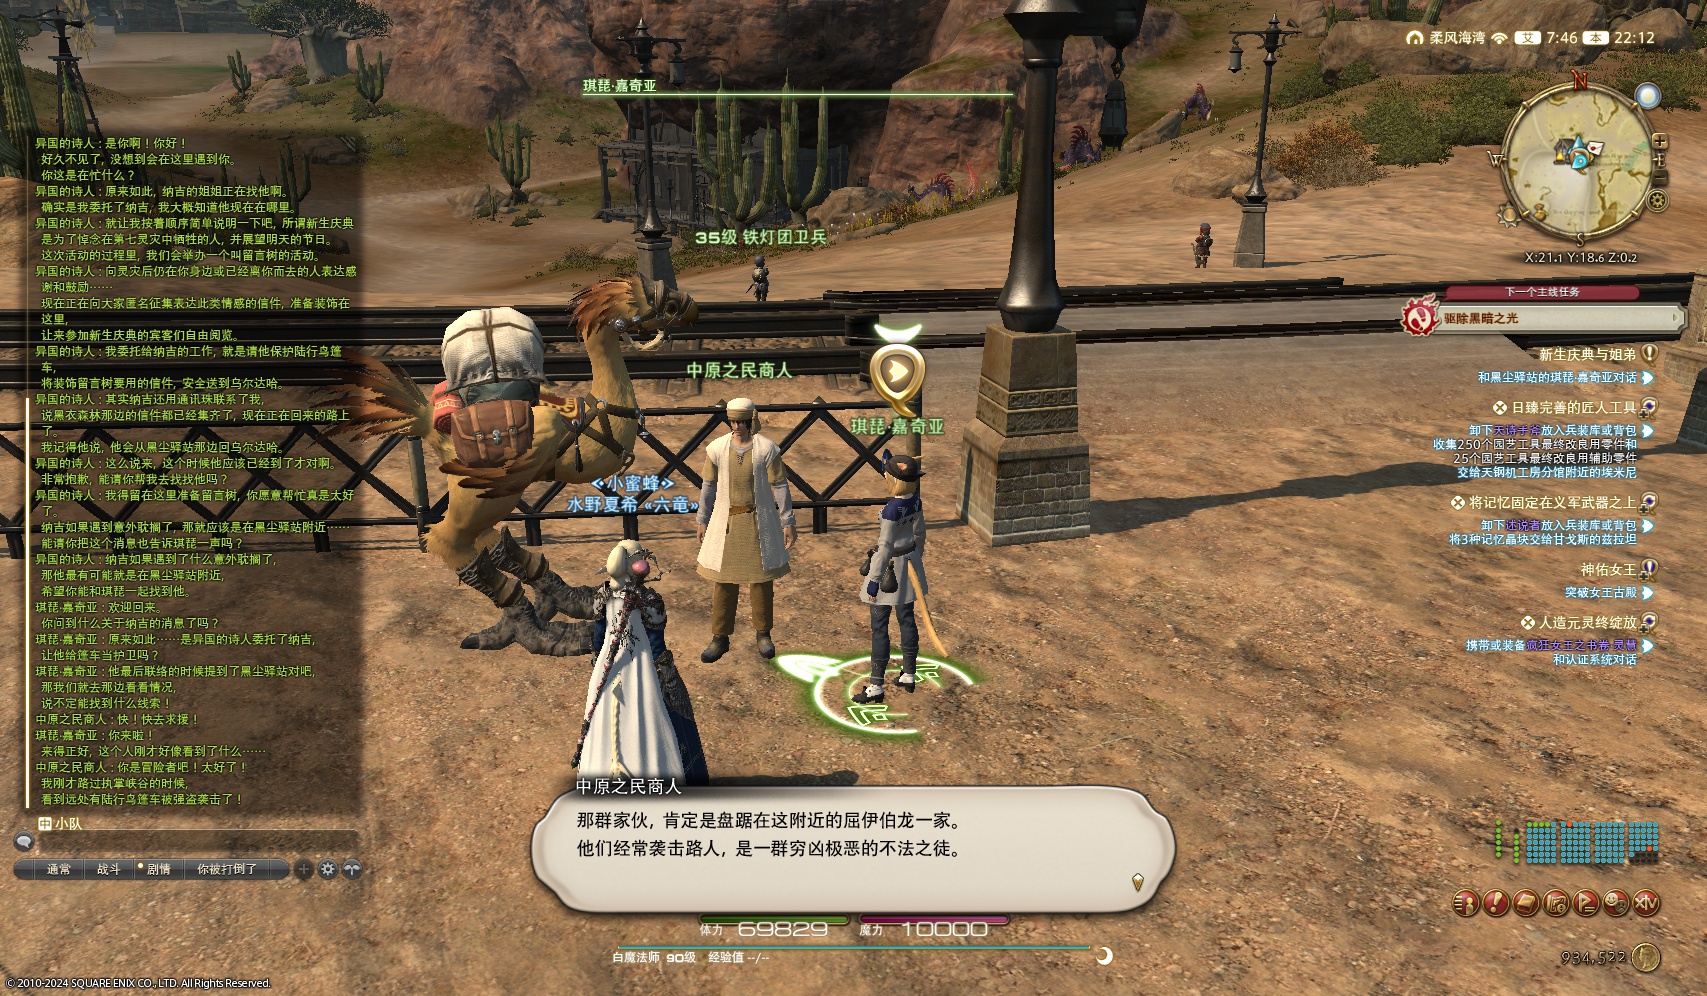 柔风海湾 艾 7:46 本 22:12
琪琵·嘉奇亚
N
W
S
X:21.1 Y:18.6 Z:0.2
下一个主线任务
驱除黑暗之光
新生庆典与姐弟
和黑尘驿站的琪琵·嘉奇亚对话
日臻完善的匠人工具
卸下天诗手斧放入兵装库或背包
收集250个园艺工具最终改良用零件和
25个园艺工具最终改良用辅助零件
交给天钢机工房分馆附近的埃米尼
将记忆固定在义军武器之上
卸下述说者放入兵装库或背包
将3种记忆晶块交给甘戈斯的兹拉坦
神佑女王
突破女王古殿
人造元灵终绽放
携带或装备疯狂女王之书卷 灵慧
和认证系统对话
异国的诗人：是你啊！你好！
好久不见了，没想到会在这里遇到你。
你这是在忙什么？
异国的诗人：原来如此，纳吉的姐姐正在找他啊。
确实是我委托了纳吉，我大概知道他现在在哪里。
异国的诗人：就让我按着顺序简单说明一下吧，所谓新生庆典
是为了悼念在第七灵灾中牺牲的人，并展望明天的节日。
这次活动的过程里，我们会举办一个叫留言树的活动。
异国的诗人：向灵灾后仍在你身边或已经离你而去的人表达感
谢和鼓励……
现在正在向大家匿名征集表达此类情感的信件，准备装饰在
这里，
让来参加新生庆典的宾客们自由阅览。
异国的诗人：我委托给纳吉的工作，就是请他保护陆行鸟篷
车，
将装饰留言树要用的信件，安全送到乌尔达哈。
异国的诗人：其实纳吉还用通讯珠联系了我，
说黑衣森林那边的信件都已经集齐了，现在正在回来的路上
了。
我记得他说，他会从黑尘驿站那边回乌尔达哈。
异国的诗人：这么说来，这个时候他应该已经到了才对啊。
非常抱歉，能请你帮我去找找他吗？
异国的诗人：我得留在这里准备留言树，你愿意帮忙真是太好
了。
纳吉如果遇到意外耽搁了，那就应该是在黑尘驿站附近……
能请你把这个消息也告诉琪琵一声吗？
异国的诗人：纳吉如果遇到了什么意外耽搁了，
那他最有可能就是在黑尘驿站附近，
希望你能和琪琵一起找到他。
琪琵·嘉奇亚：欢迎回来。
你问到什么关于纳吉的消息了吗？
琪琵·嘉奇亚：原来如此……是异国的诗人委托了纳吉，
让他给篷车当护卫吗？
琪琵·嘉奇亚：他最后联络的时候提到了黑尘驿站对吧，
那我们就去那边看看情况，
说不定能找到什么线索！
中原之民商人：快！快去求援！
琪琵·嘉奇亚：你来啦！
来得正好，这个人刚才好像看到了什么……
中原之民商人：你是冒险者吧！太好了！
我刚才路过执掌峡谷的时候，
看到远处有陆行鸟篷车被强盗袭击了！
中 小队
通常 战斗 剧情 你被打倒了
35级 铁灯团卫兵
中原之民商人
琪琵·嘉奇亚
小蜜蜂
水野夏希 «六竜»
中原之民商人
那群家伙，肯定是盘踞在这附近的屈伊伯龙一家。
他们经常袭击路人，是一群穷凶极恶的不法之徒。
体力 69829 魔力 10000
白魔法师 90级 经验值 --/--
XIV
934,522
© 2010-2024 SQUARE ENIX CO., LTD. All Rights Reserved.